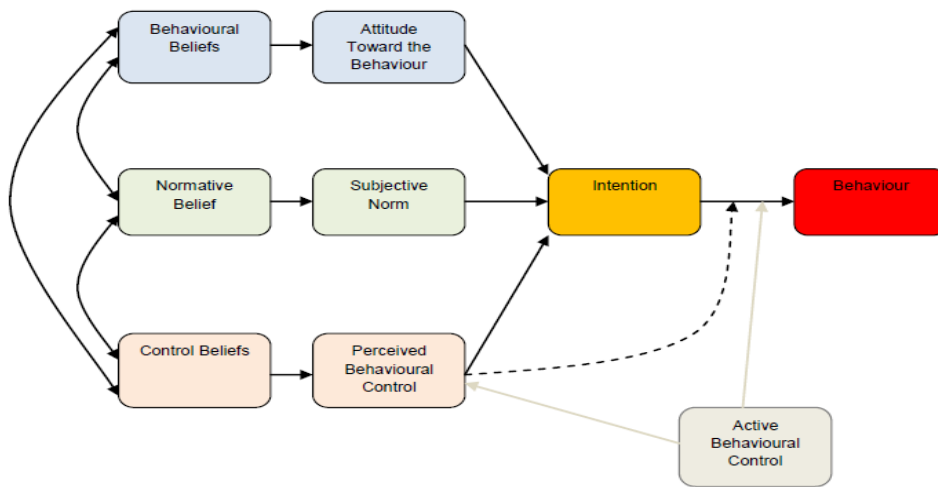 Behavioural
Beliefs
Attitude
Toward the
Behaviour
Normative
Belief
Subjective
Norm
Intention
Behaviour
Control Beliefs
Perceived
Behavioural
Control
Active
Behavioural
Control